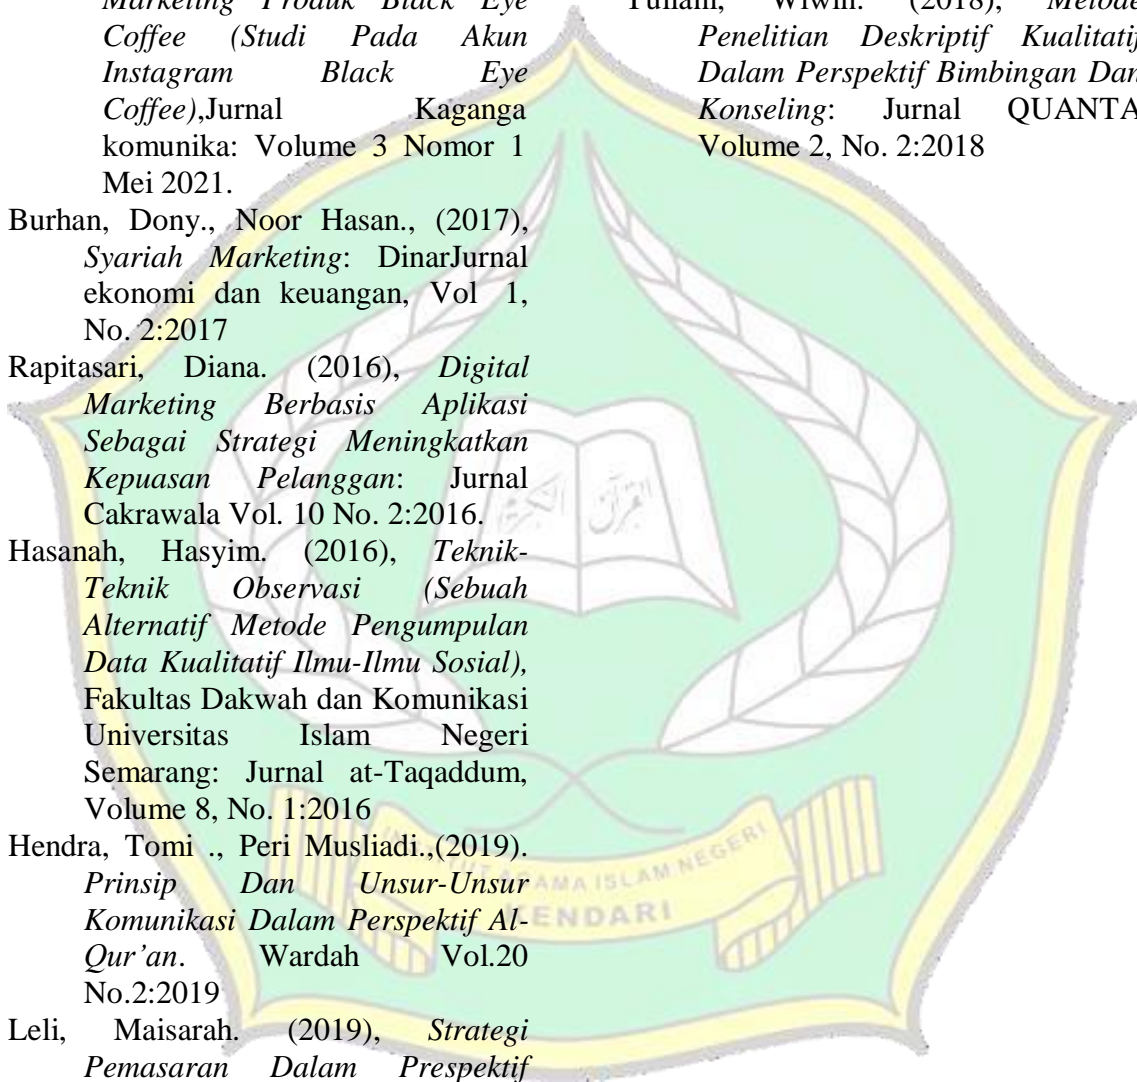 Marketing Produk Black Eye
Coffee (Studi Pada Akun
Instagram Black Eye
Coffee),Jurnal Kaganga
komunika: Volume 3 Nomor 1
Mei 2021.
Burhan, Dony., Noor Hasan., (2017),
Syariah Marketing: DinarJurnal
ekonomi dan keuangan, Vol 1,
No. 2:2017
Rapitasari, Diana. (2016), Digital
Marketing Berbasis Aplikasi
Sebagai Strategi Meningkatkan
Kepuasan Pelanggan: Jurnal
Cakrawala Vol. 10 No. 2:2016.
Hasanah, Hasyim. (2016), Teknik-
Teknik Observasi (Sebuah
Alternatif Metode Pengumpulan
Data Kualitatif Ilmu-Ilmu Sosial),
Fakultas Dakwah dan Komunikasi
Universitas Islam Negeri
Semarang: Jurnal at-Taqaddum,
Volume 8, No. 1:2016
Hendra, Tomi ., Peri Musliadi.,(2019).
Prinsip Dan Unsur-Unsur
Komunikasi Dalam Perspektif Al-
Qur’an. Wardah Vol.20
No.2:2019
Leli, Maisarah. (2019), Strategi
Pemasaran Dalam Prespektif
Yuliani, Wiwin. (2018), Metode
Penelitian Deskriptif Kualitatif
Dalam Perspektif Bimbingan Dan
Konseling: Jurnal QUANTA
Volume 2, No. 2:2018
القرآن الكريم
AGAMA ISLAM NEGERI
KENDARI